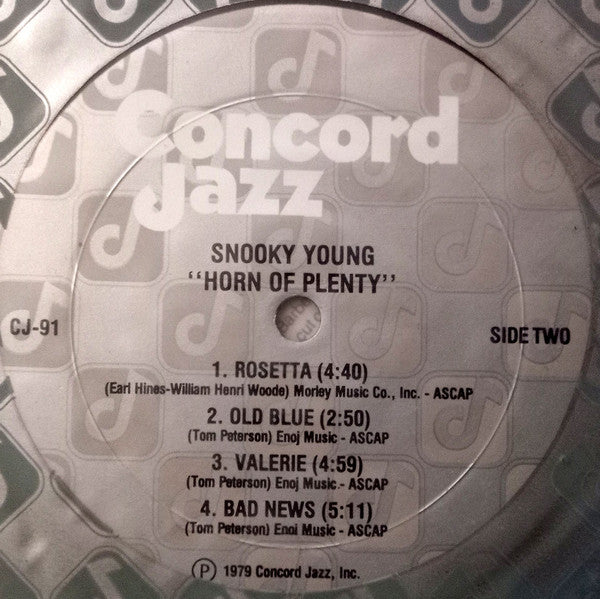 Concord
Jazz
SNOOKY YOUNG
"HORN OF PLENTY"
CJ-91
SIDE TWO
1. ROSETTA (4:40)
(Earl Hines-William Henri Woode) Morley Music Co., Inc. - ASCAP
2. OLD BLUE (2:50)
(Tom Peterson) Enoj Music - ASCAP
3. VALERIE (4:59)
(Tom Peterson) Enoj Music - ASCAP
4. BAD NEWS (5:11)
(Tom Peterson) Enoj Music - ASCAP
Ⓟ 1979 Concord Jazz, Inc.